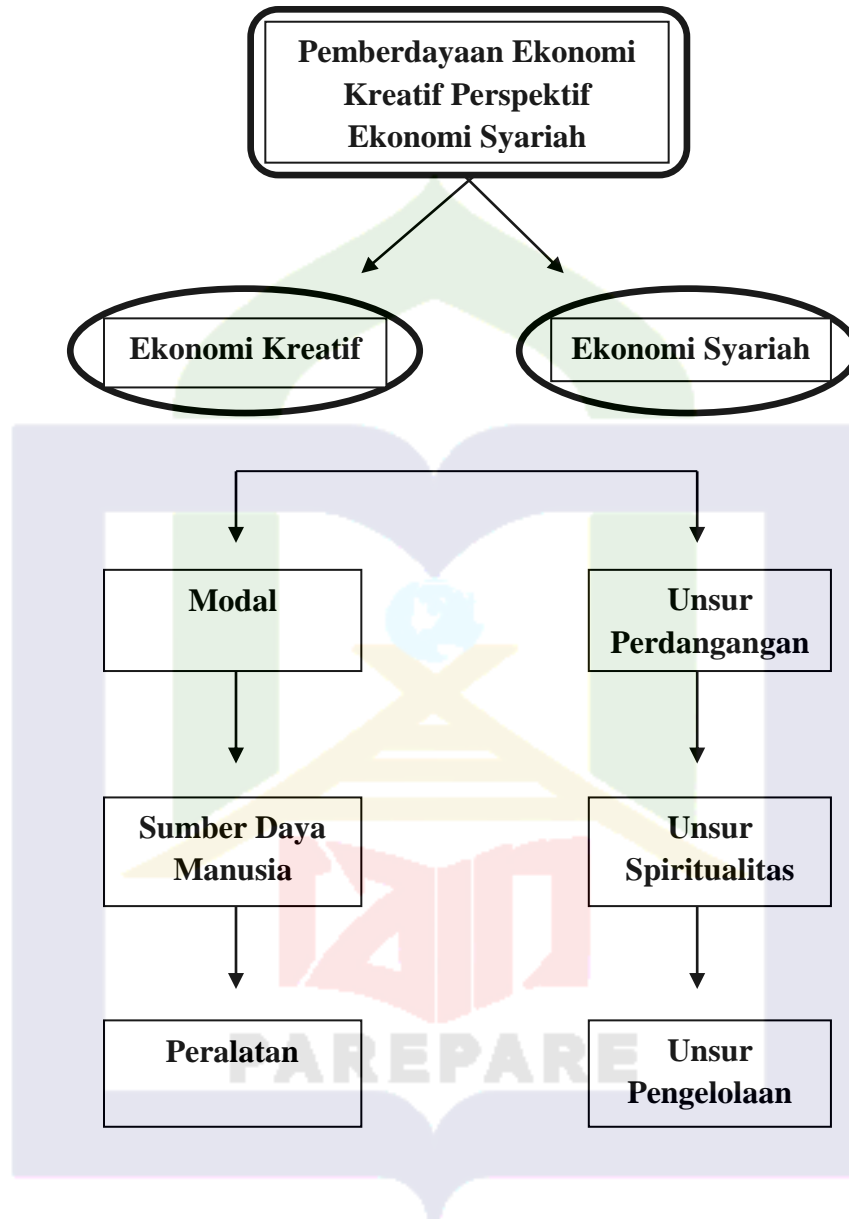 Pemberdayaan Ekonomi
Kreatif Perspektif
Ekonomi Syariah
Ekonomi Kreatif
Ekonomi Syariah
Modal
Unsur
Perdangangan
Sumber Daya
Manusia
Unsur
Spiritualitas
Peralatan
Unsur
Pengelolaan
PAREPARE